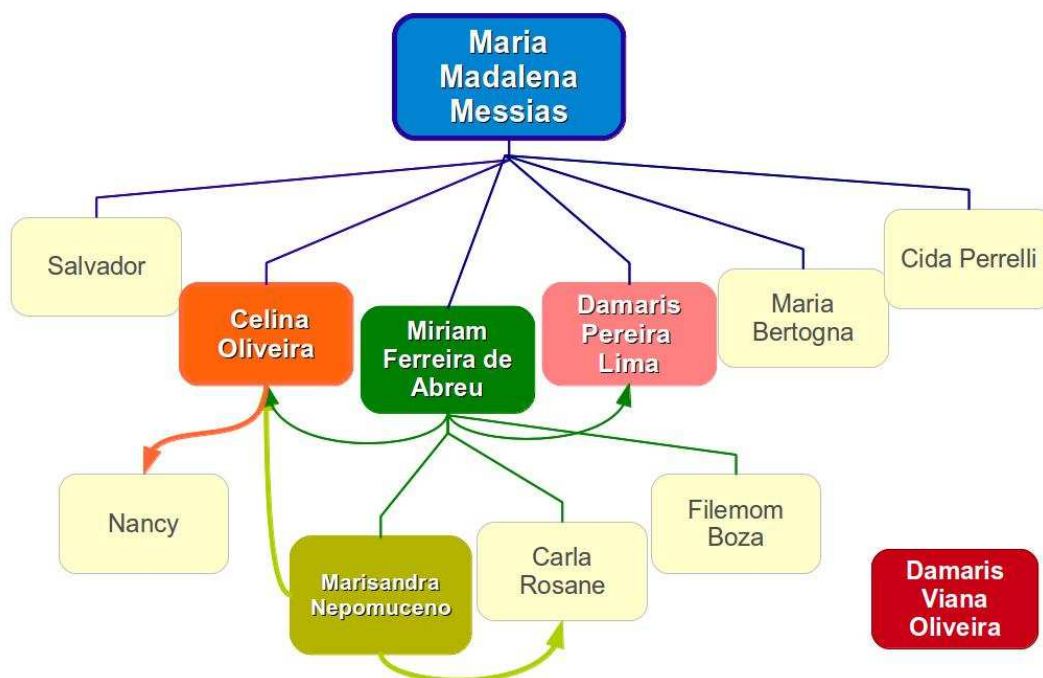 Maria
Madalena
Messias
Salvador
Celina
Oliveira
Miriam
Ferreira de
Abreu
Damaris
Pereira
Lima
Maria
Bertogna
Cida Perrelli
Nancy
Marisandra
Nepomuceno
Carla
Rosane
Filemom
Boza
Damaris
Viana
Oliveira